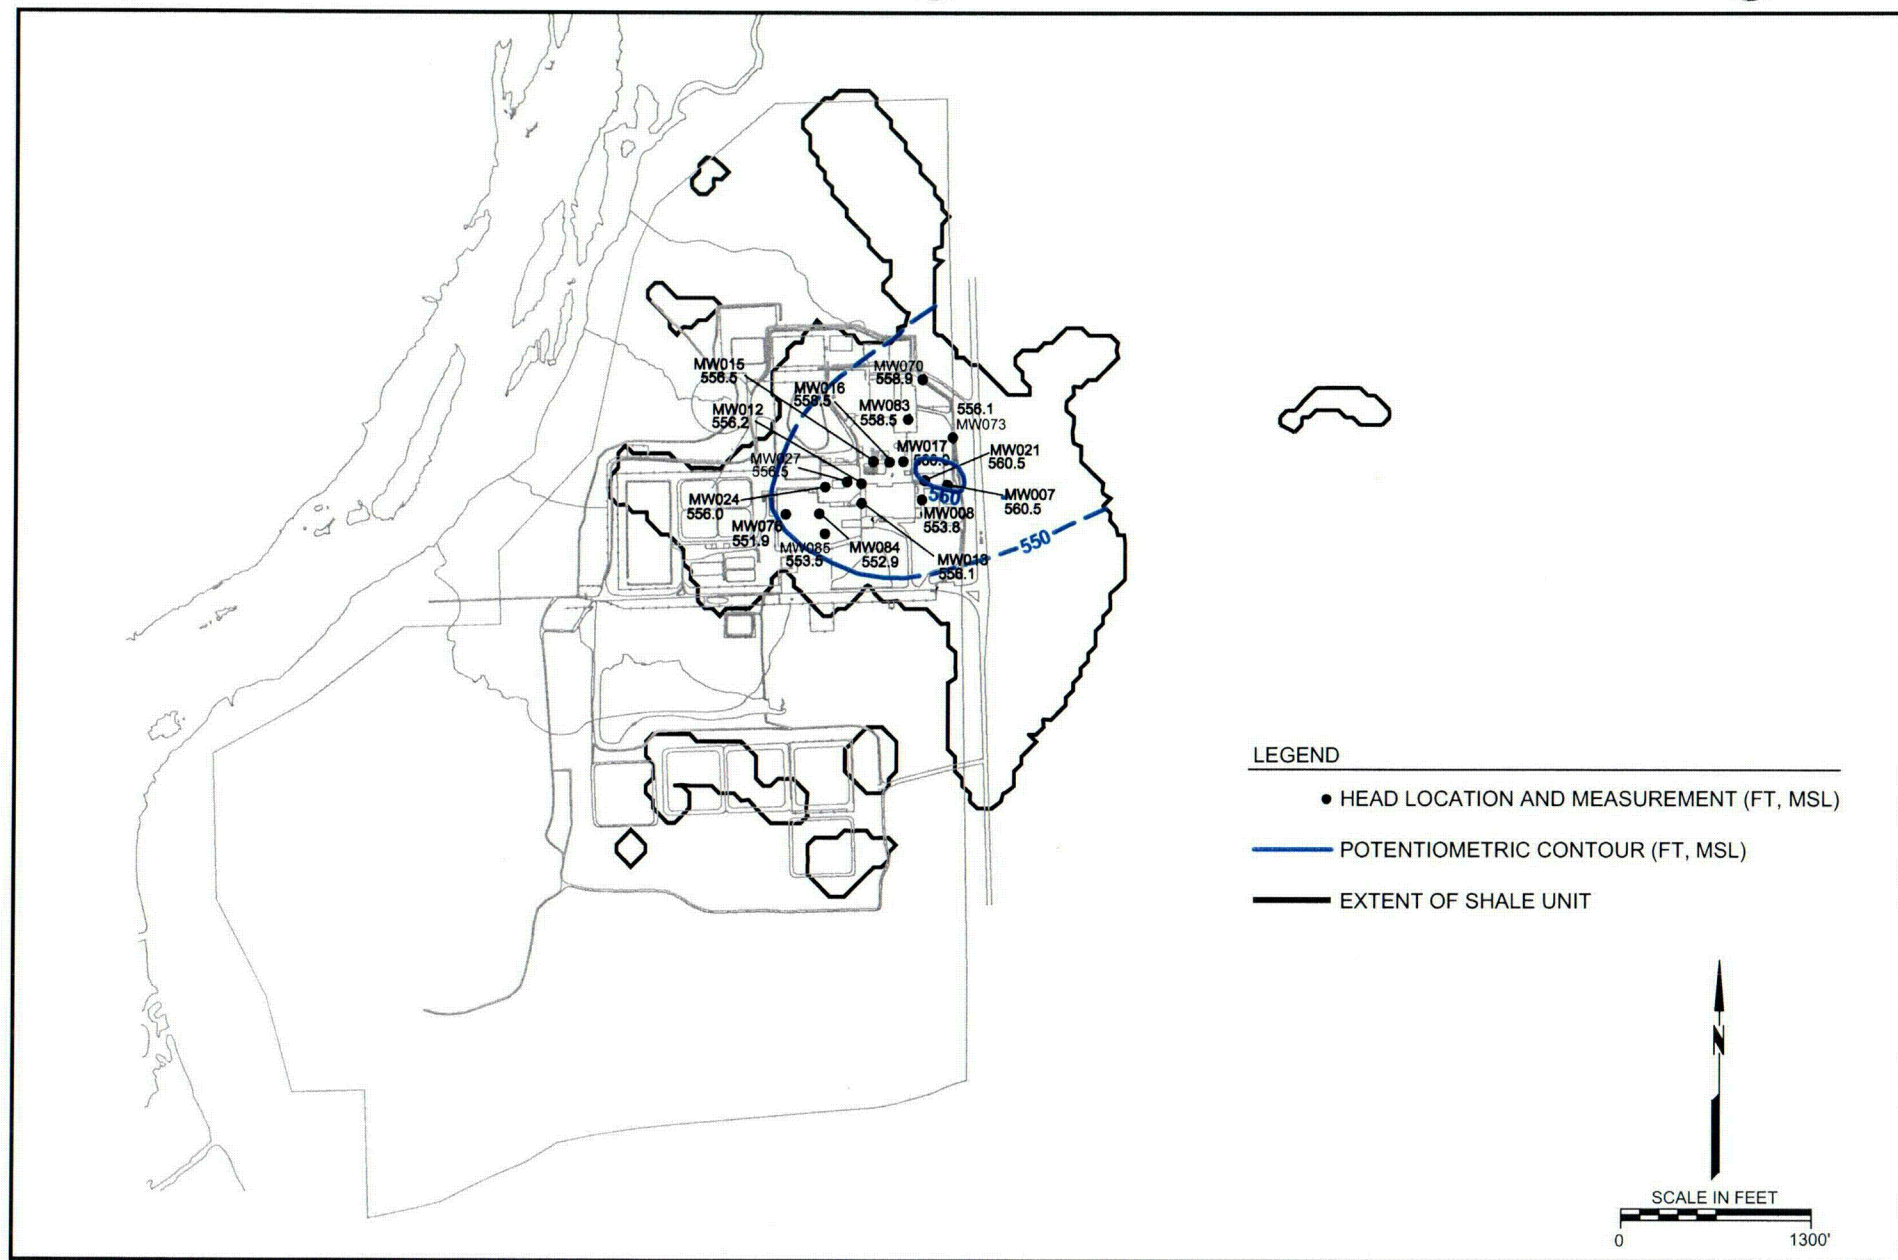 MW015
556.5
MW016
558.5
MW070
558.9
MW012
556.2
MW083
558.5
556.1
MW073
MW017
MW021
560.5
MW027
556.5
MW024
556.0
560
MW007
560.5
MW008
553.8
MW076
551.9
MW085
553.5
MW084
552.9
MW013
556.1
550
LEGEND
HEAD LOCATION AND MEASUREMENT (FT, MSL)
POTENTIOMETRIC CONTOUR (FT, MSL)
EXTENT OF SHALE UNIT
N
SCALE IN FEET
0 1300'